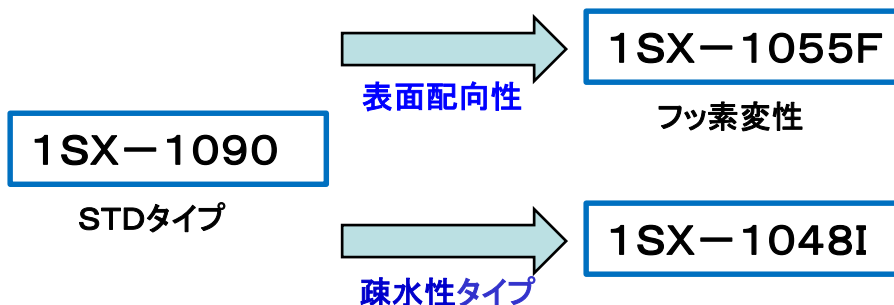 1SX－1055F
表面配向性
フッ素変性
1SX－1090
STDタイプ
1SX－1048I
疎水性タイプ